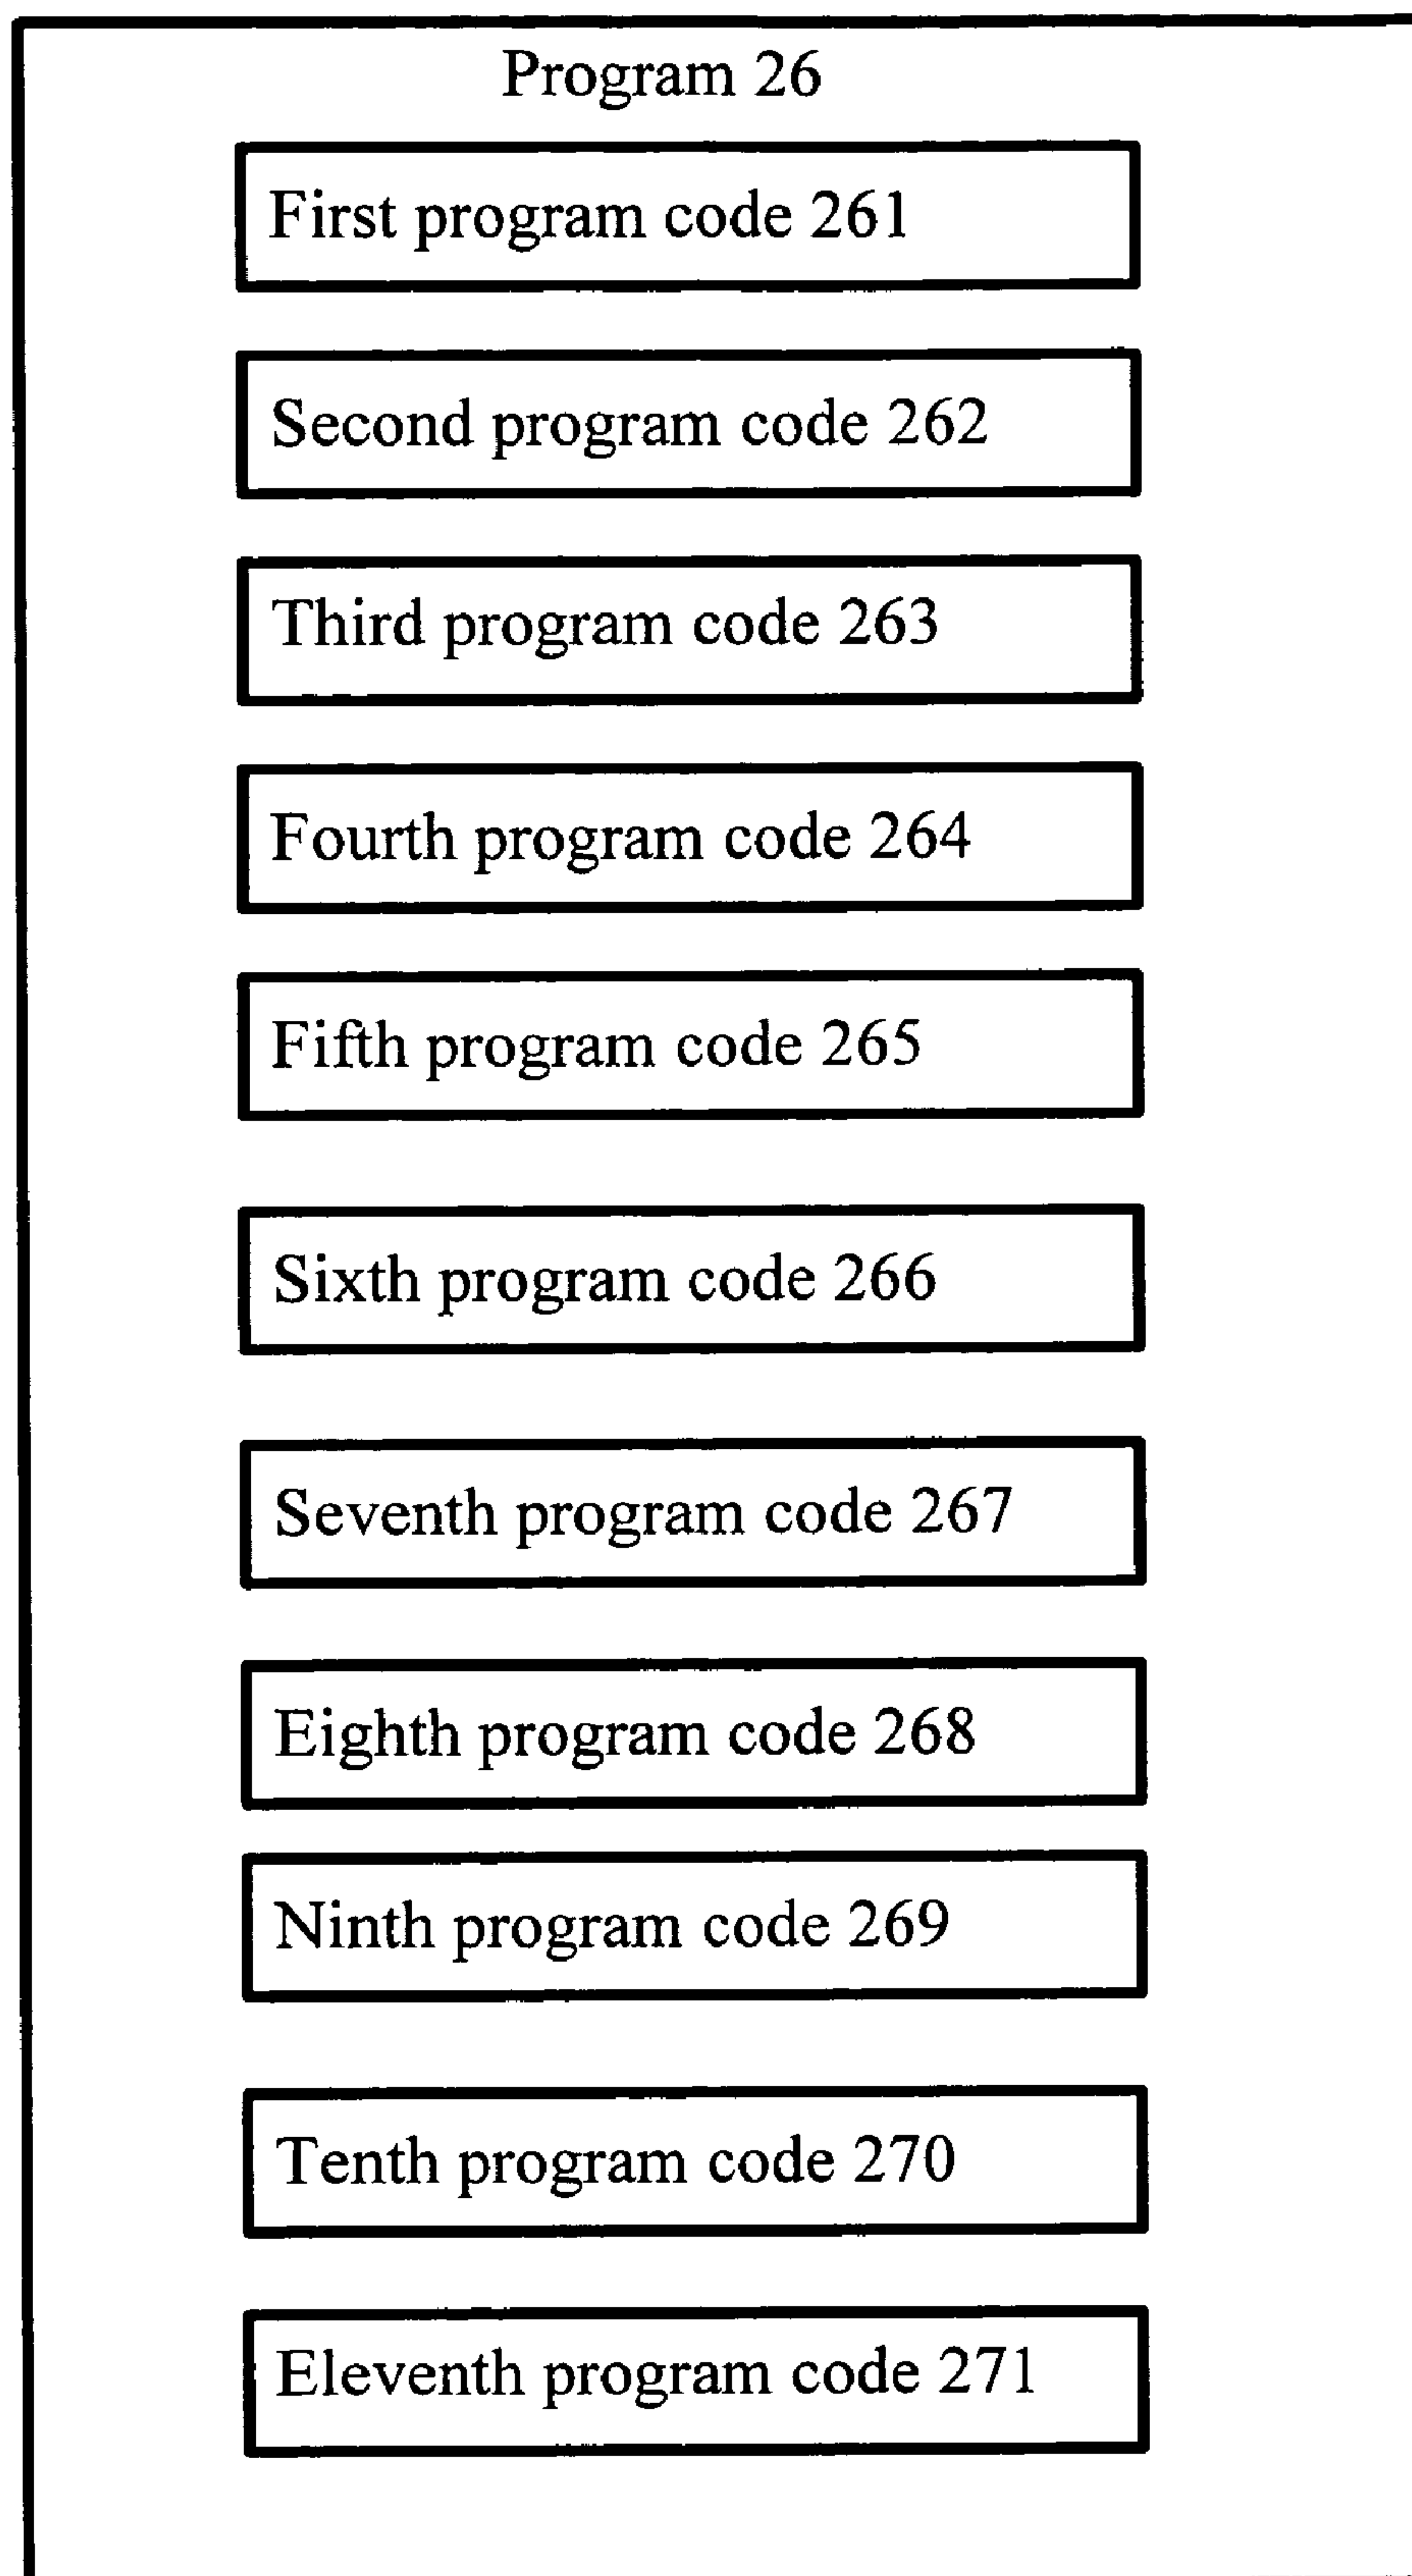 Program 26
First program code 261
Second program code 262
Third program code 263
Fourth program code 264
Fifth program code 265
Sixth program code 266
Seventh program code 267
Eighth program code 268
Ninth program code 269
Tenth program code 270
Eleventh program code 271